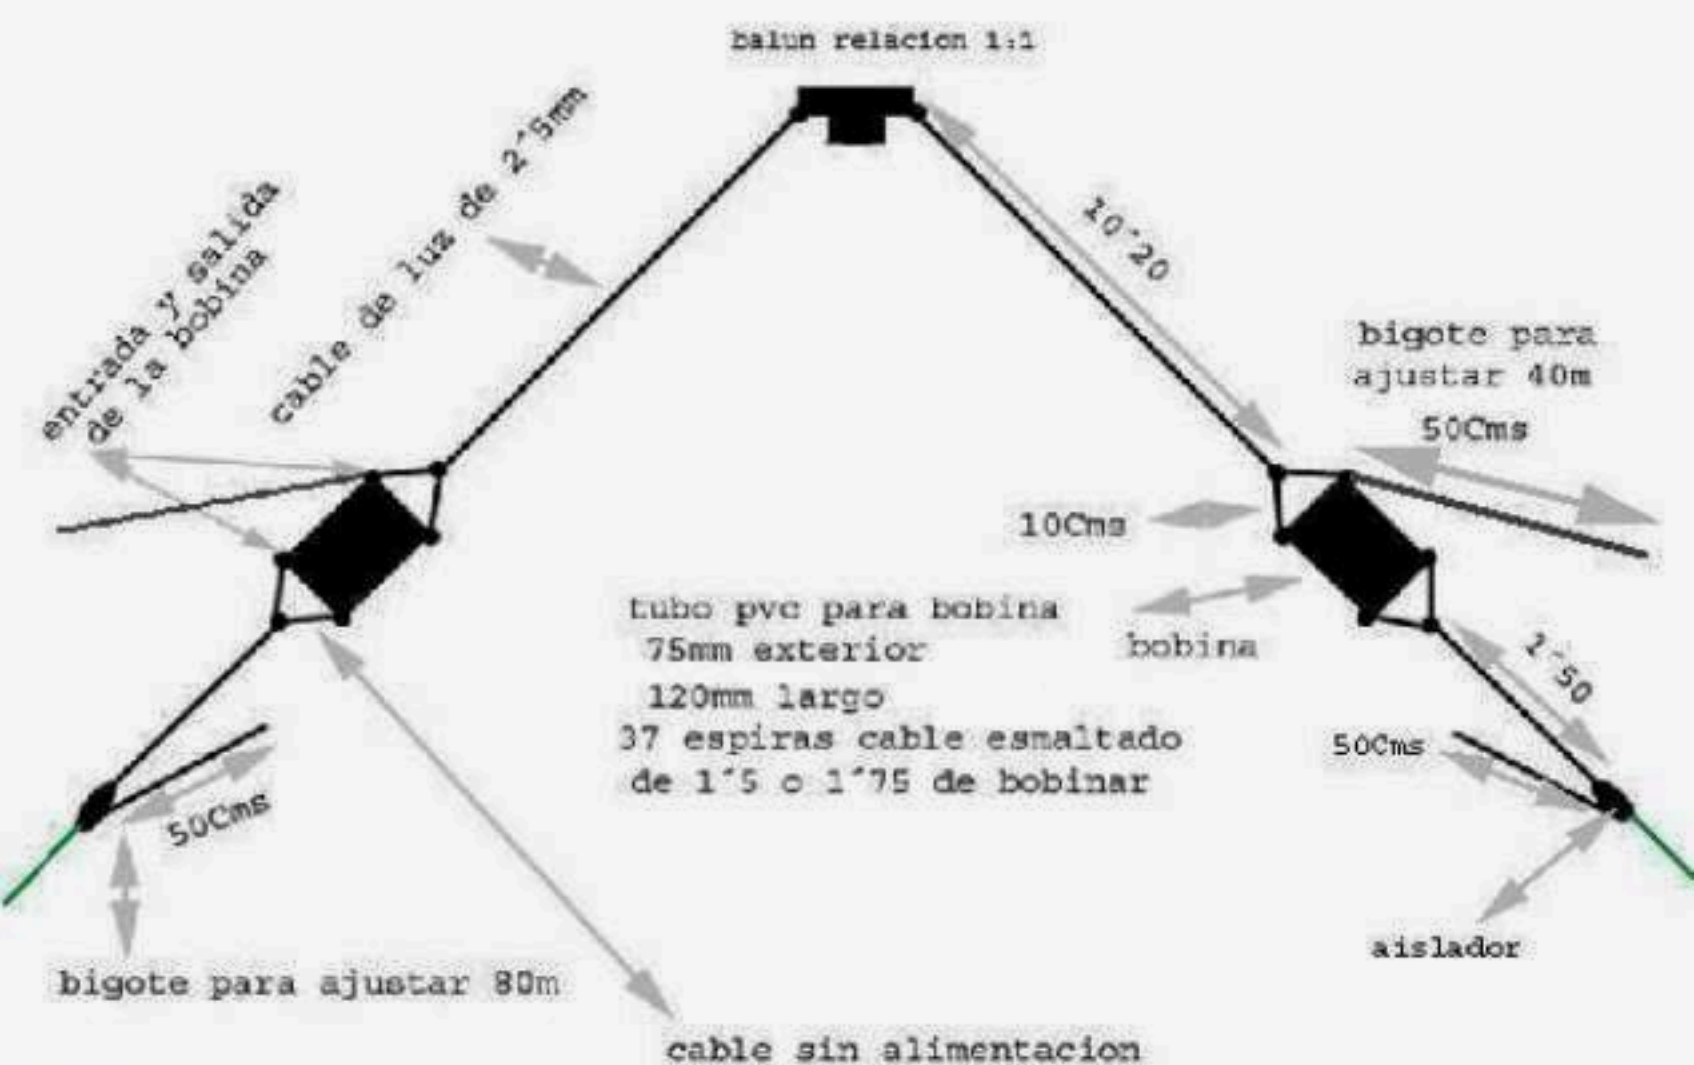 balun relacion 1:1
cable de luz de 2´5mm
entrada y salida
de la bobina
10´20
bigote para
ajustar 40m
50Cms
10Cms
bobina
tubo pvc para bobina
75mm exterior
120mm largo
37 espiras cable esmaltado
de 1´5 o 1´75 de bobinar
1´50
50Cms
50Cms
aislador
bigote para ajustar 80m
cable sin alimentacion